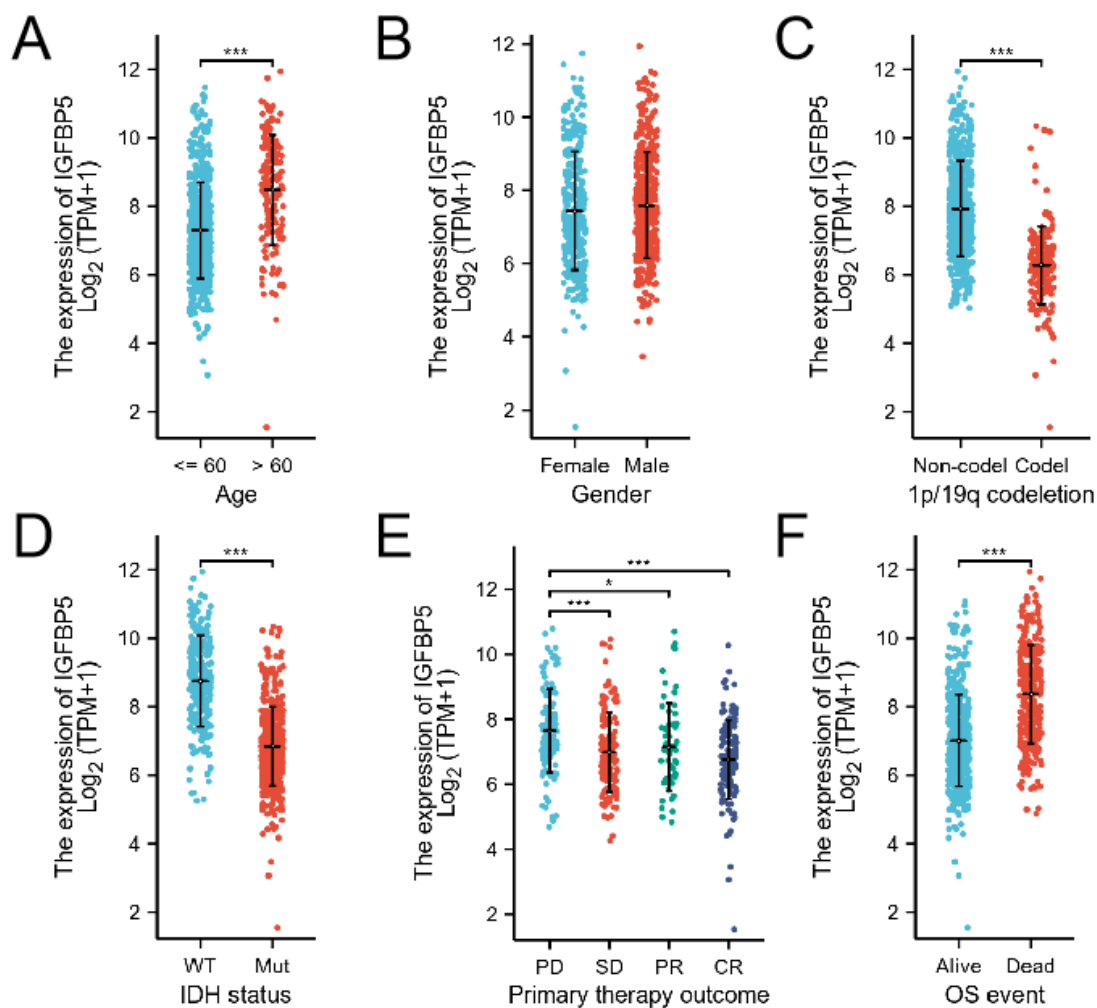 A
The expression of IGFBP5
Log₂ (TPM+1)
12
10
8
6
4
2
***
<= 60 > 60
Age
B
The expression of IGFBP5
Log₂ (TPM+1)
12
10
8
6
4
2
Female Male
Gender
C
The expression of IGFBP5
Log₂ (TPM+1)
12
10
8
6
4
2
***
Non-codel Codel
1p/19q codeletion
D
The expression of IGFBP5
Log₂ (TPM+1)
12
10
8
6
4
2
***
WT Mut
IDH status
E
The expression of IGFBP5
Log₂ (TPM+1)
12
10
8
6
4
2
***
*
***
PD SD PR CR
Primary therapy outcome
F
The expression of IGFBP5
Log₂ (TPM+1)
12
10
8
6
4
2
***
Alive Dead
OS event